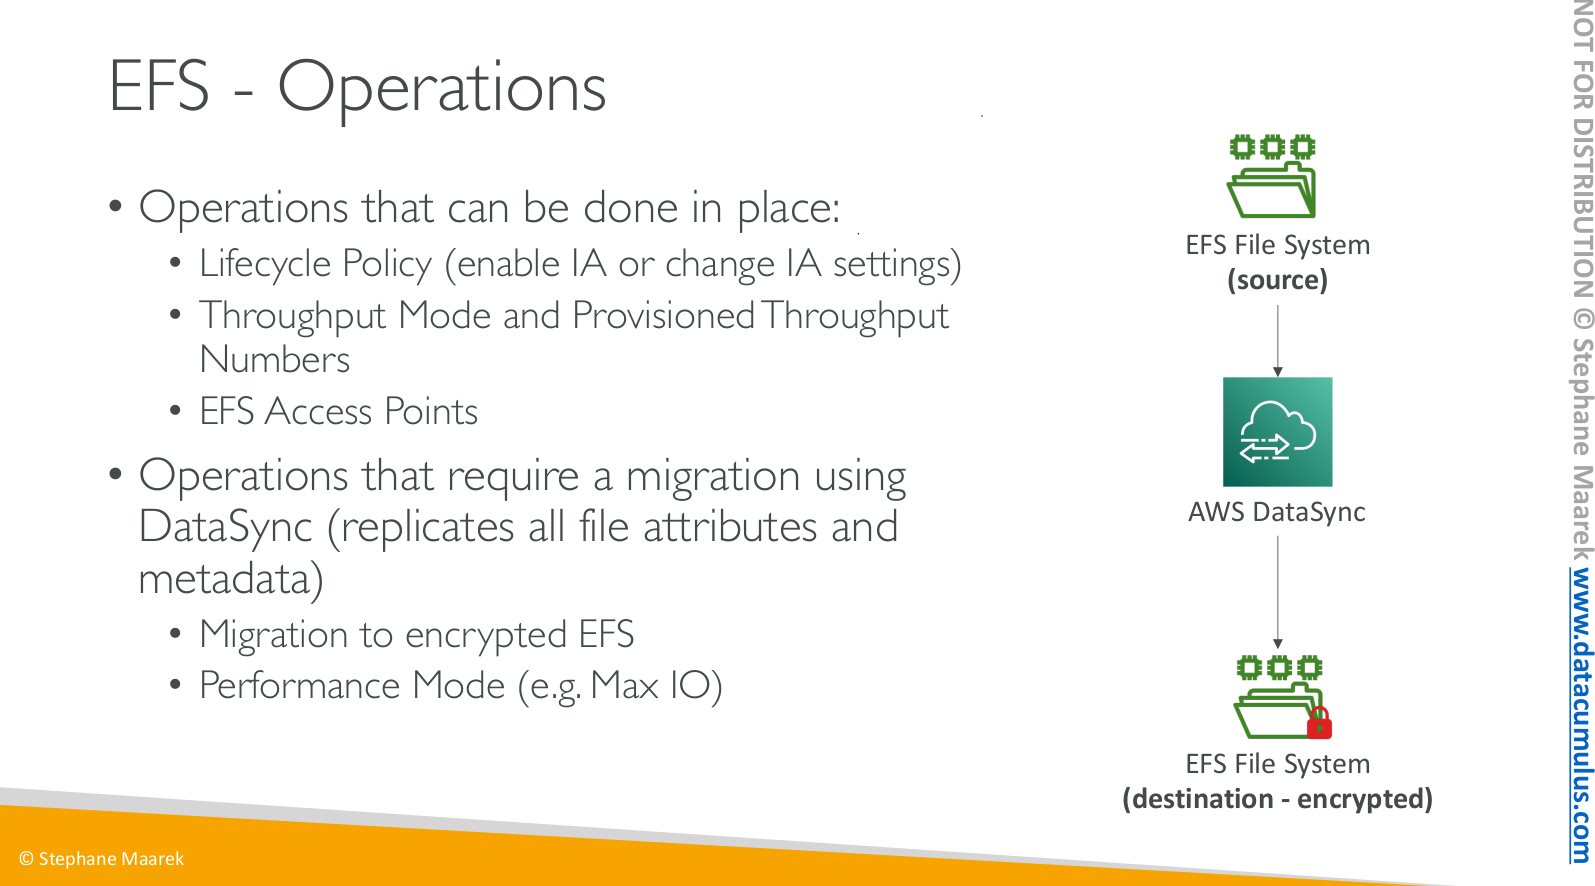 EFS - Operations
• Operations that can be done in place:
• Lifecycle Policy (enable IA or change IA settings)
• Throughput Mode and Provisioned Throughput
Numbers
• EFS Access Points
• Operations that require a migration using
DataSync (replicates all file attributes and
metadata)
• Migration to encrypted EFS
• Performance Mode (e.g. Max IO)
EFS File System
(source)
AWS DataSync
EFS File System
(destination - encrypted)
© Stephane Maarek
NOT FOR DISTRIBUTION © Stephane Maarek www.datacumulus.com